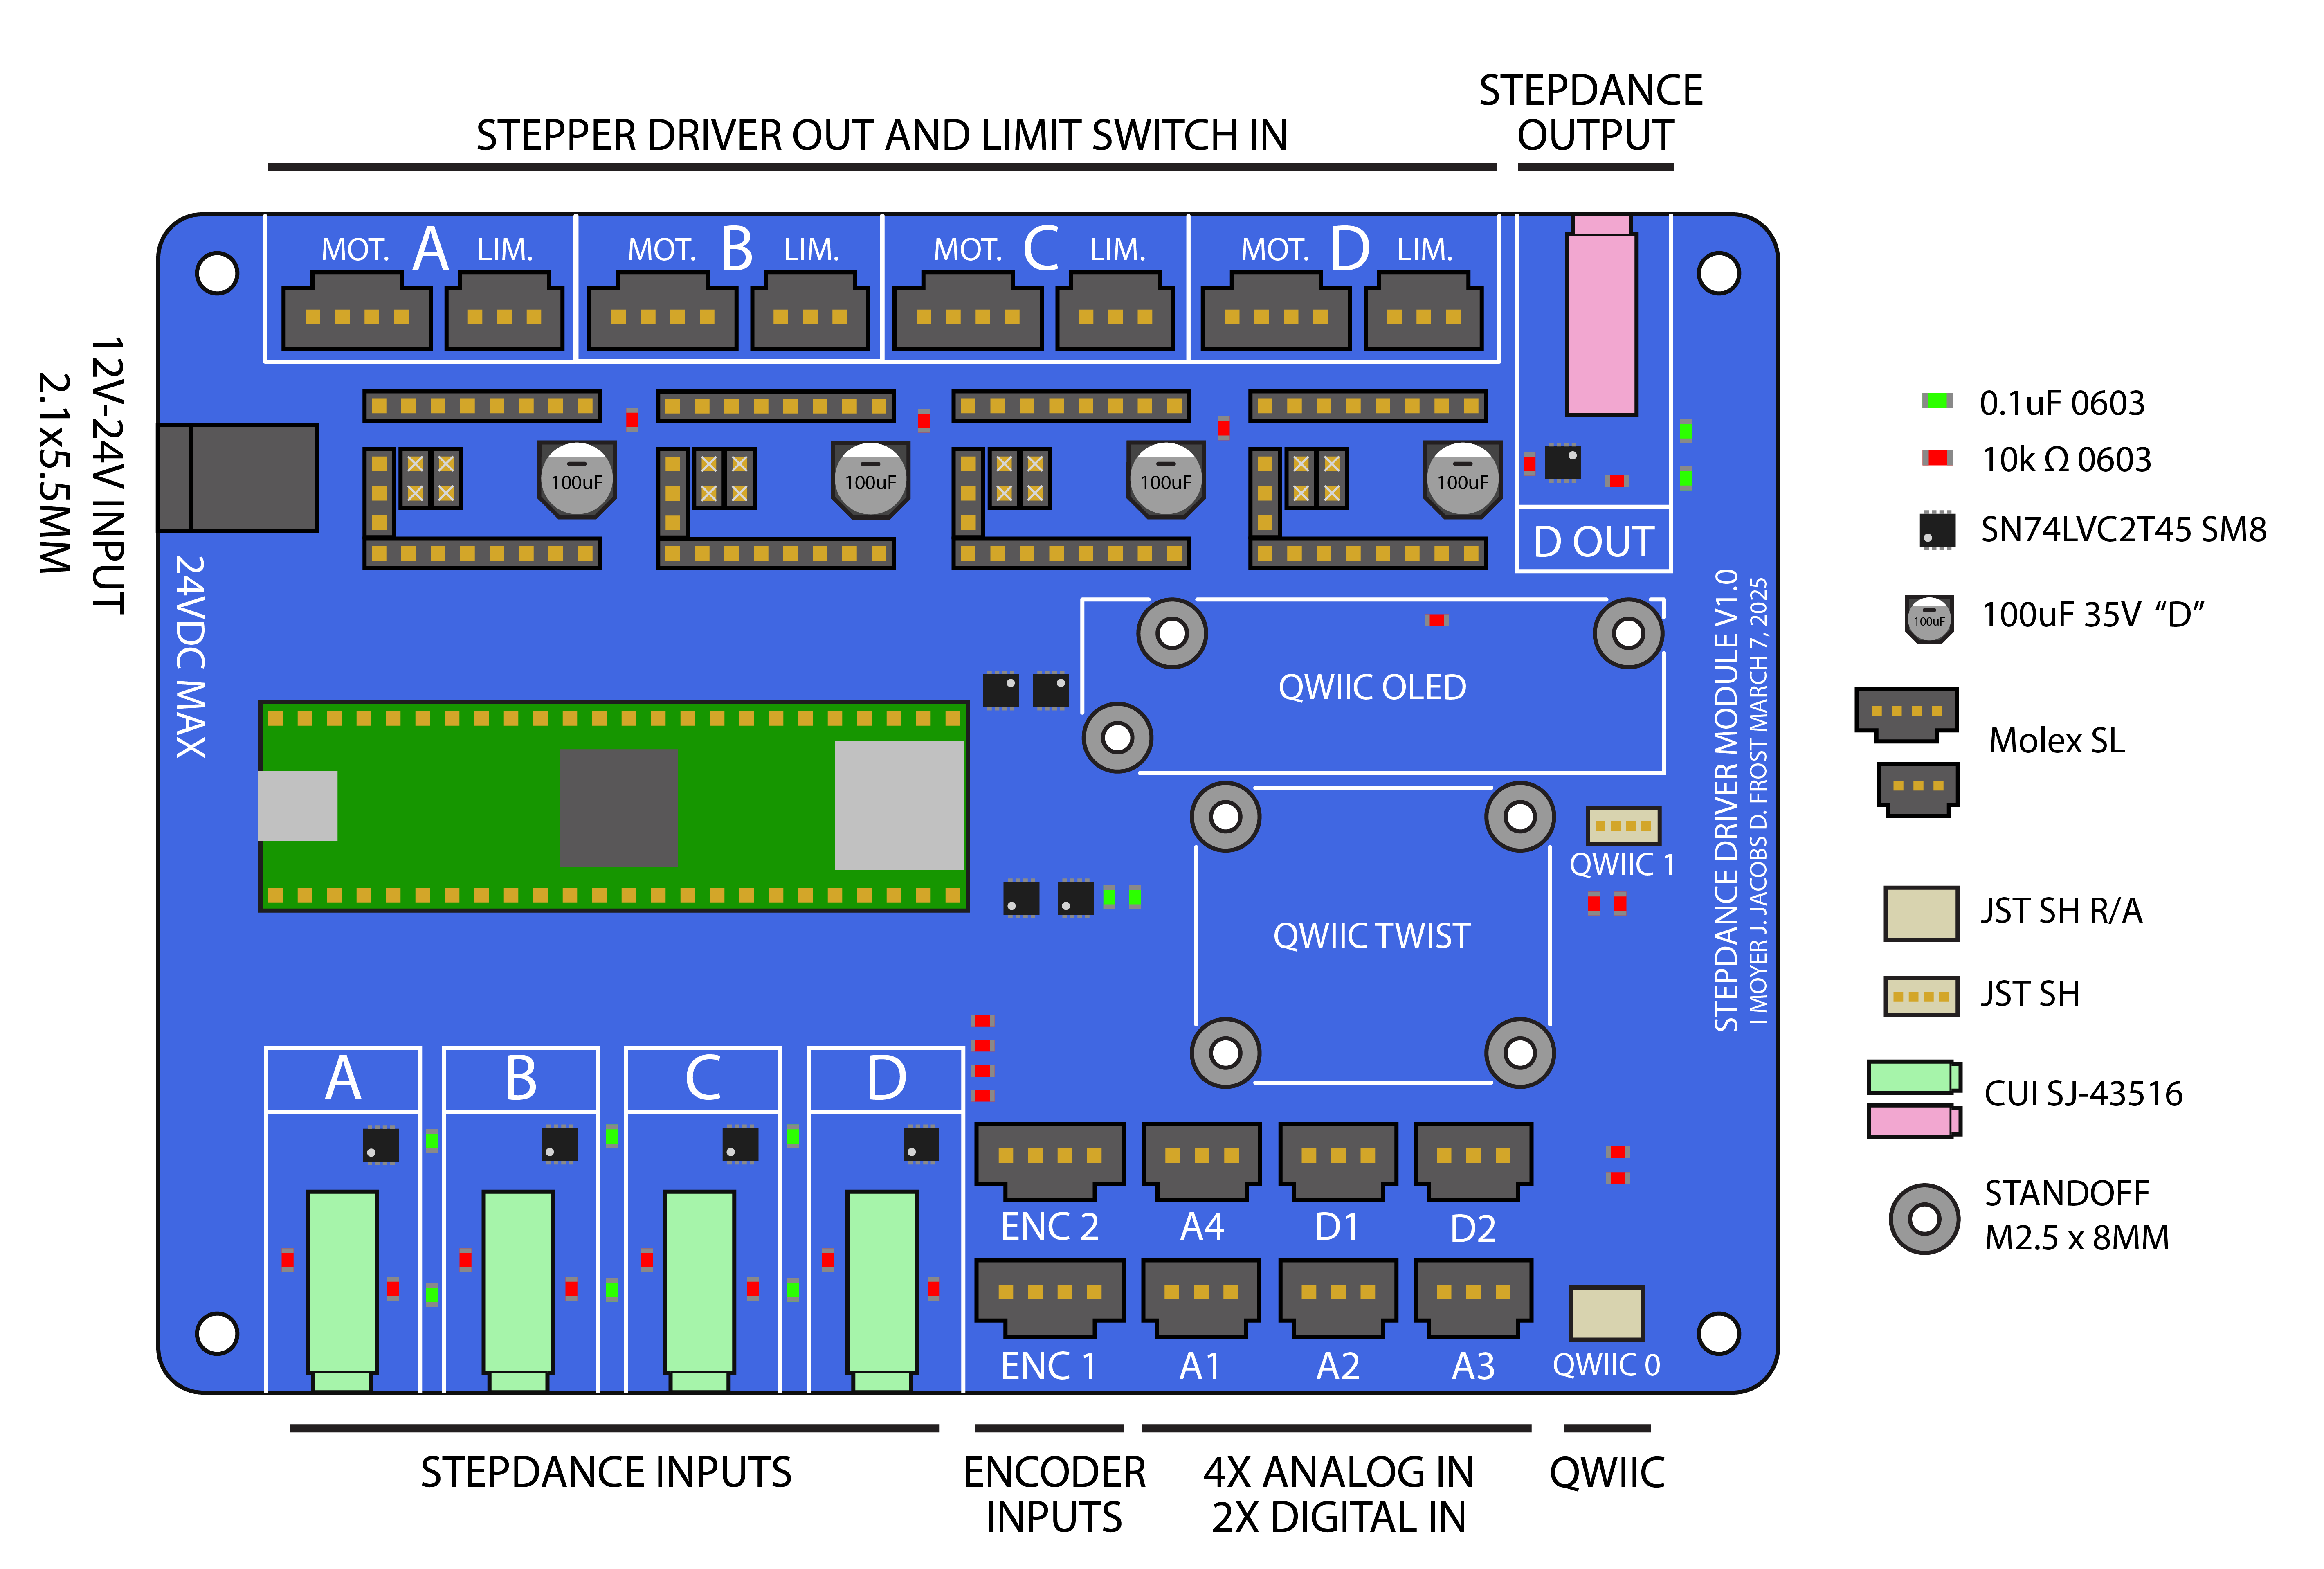 STEPPER DRIVER OUT AND LIMIT SWITCH IN
STEPDANCE
OUTPUT
MOT. A LIM.
MOT. B LIM.
MOT. C LIM.
MOT. D LIM.
12V-24V INPUT
2.1x5.5MM
24VDC MAX
100uF
100uF
100uF
100uF
D OUT
QWIIC OLED
QWIIC TWIST
QWIIC 1
STEPDANCE DRIVER MODULE V1.0
I MOYER J. JACOBS D. FROST MARCH 7, 2025
A
B
C
D
ENC 2
A4
D1
D2
ENC 1
A1
A2
A3
QWIIC 0
STEPDANCE INPUTS
ENCODER
INPUTS
4X ANALOG IN
2X DIGITAL IN
QWIIC
0.1uF 0603
10k Ω 0603
SN74LVC2T45 SM8
100uF
100uF 35V “D”
Molex SL
JST SH R/A
JST SH
CUI SJ-43516
STANDOFF
M2.5 x 8MM